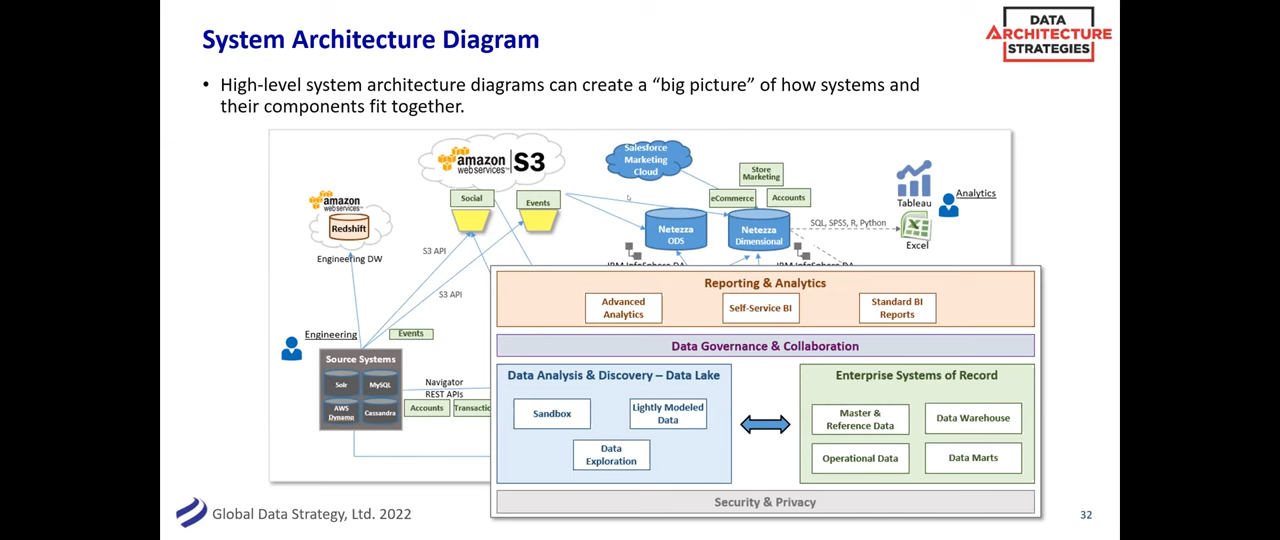 System Architecture Diagram
DATA
ARCHITECTURE
STRATEGIES
• High-level system architecture diagrams can create a “big picture” of how systems and
their components fit together.
amazon
webservices™
S3
Salesforce
Marketing
Cloud
Store
Marketing
eCommerce
Accounts
Social
Events
amazon
webservices™
Redshift
Engineering DW
Netezza
ODS
Netezza
Dimensional
SQL, SPSS, R, Python
Tableau
Excel
Analytics
S3 API
S3 API
Engineering
Events
Source Systems
Solr
MySQL
AWS
Dynamo
Cassandra
Navigator
REST APIs
Accounts
Reporting & Analytics
Advanced
Analytics
Self-Service BI
Standard BI
Reports
Data Governance & Collaboration
Data Analysis & Discovery – Data Lake
Sandbox
Lightly Modeled
Data
Data
Exploration
Enterprise Systems of Record
Master &
Reference Data
Data Warehouse
Operational Data
Data Marts
Security & Privacy
Global Data Strategy, Ltd. 2022
32